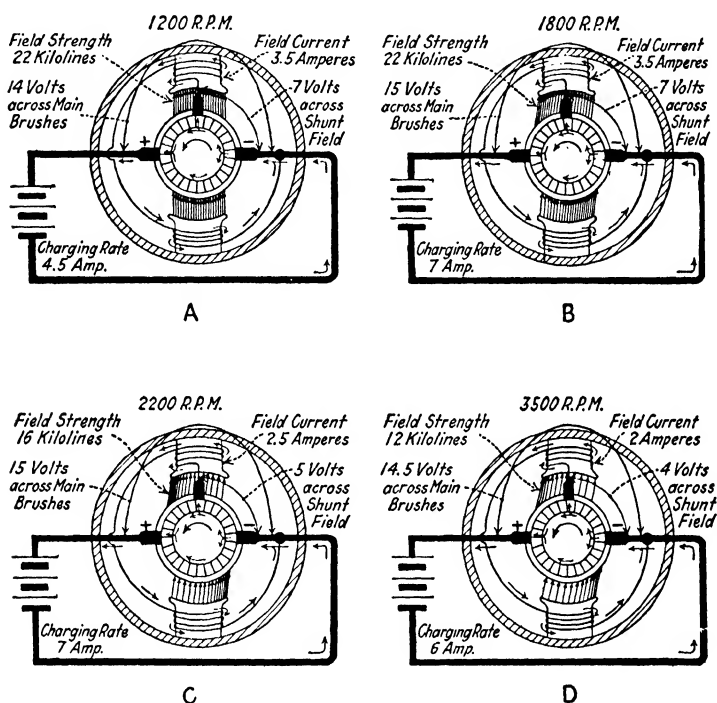 1200 R.P.M.
Field Strength
22 Kilolines
Field Current
3.5 Amperes
14 Volts
across Main
Brushes
7 Volts
across
Shunt
Field
+
−
Charging Rate
4.5 Amp.
A
1800 R.P.M.
Field Strength
22 Kilolines
Field Current
3.5 Amperes
15 Volts
across Main
Brushes
7 Volts
across
Shunt
Field
+
−
Charging Rate
7 Amp.
B
2200 R.P.M.
Field Strength
16 Kilolines
Field Current
2.5 Amperes
15 Volts
across Main
Brushes
5 Volts
across
Shunt
Field
+
−
Charging Rate
7 Amp.
C
3500 R.P.M.
Field Strength
12 Kilolines
Field Current
2 Amperes
14.5 Volts
across Main
Brushes
4 Volts
across
Shunt
Field
+
−
Charging Rate
6 Amp.
D